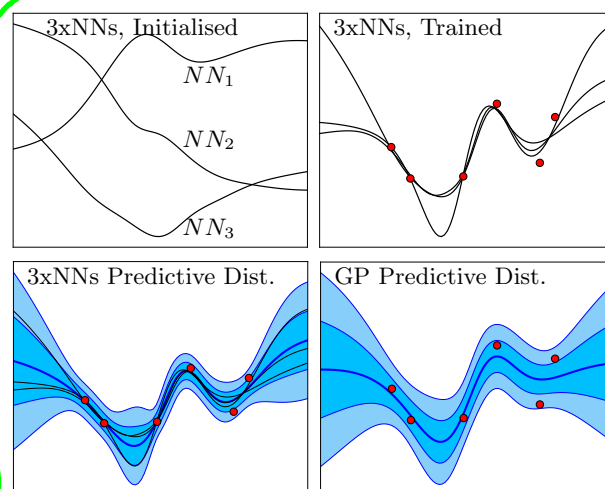 3xNNs, Initialised
NN₁
NN₂
NN₃
3xNNs, Trained
3xNNs Predictive Dist.
GP Predictive Dist.